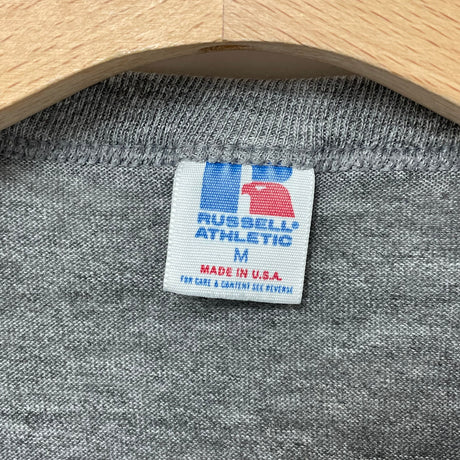 RUSSELL®
ATHLETIC
M
MADE IN U.S.A.
FOR CARE & CONTENT SEE REVERSE